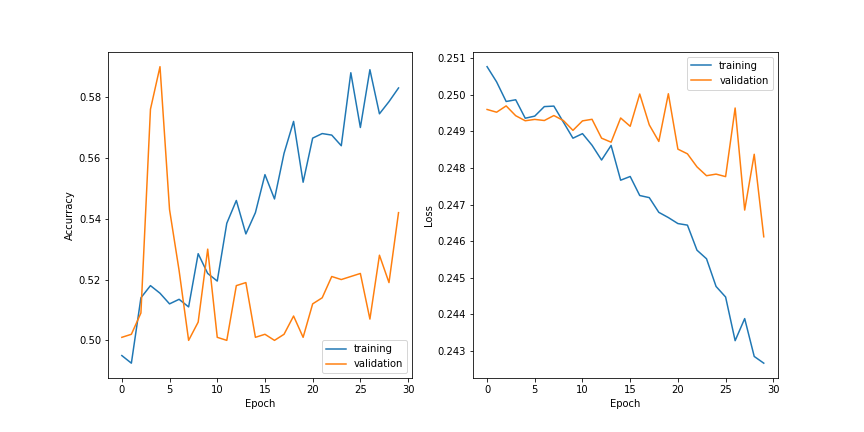 0.58
0.56
0.54
0.52
0.50
Accurracy
0 5 10 15 20 25 30
Epoch
training
validation
0.251
0.250
0.249
0.248
0.247
0.246
0.245
0.244
0.243
Loss
0 5 10 15 20 25 30
Epoch
training
validation